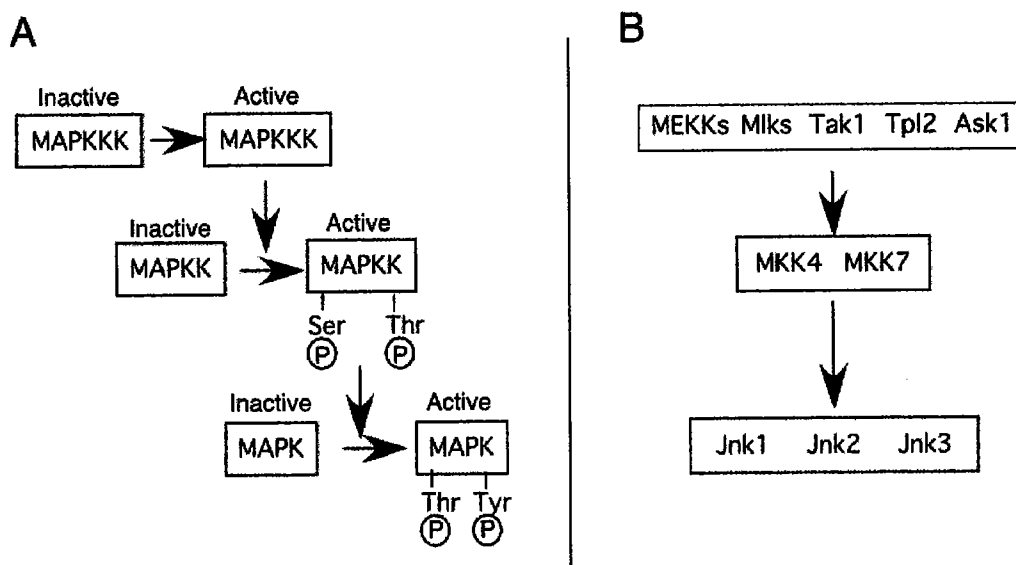 A
Inactive Active
MAPKKK MAPKKK
Inactive Active
MAPKK MAPKK
Ser Thr
P P
Inactive Active
MAPK MAPK
Thr Tyr
P P
B
MEKKs Mlks Tak1 Tpl2 Ask1
MKK4 MKK7
Jnk1 Jnk2 Jnk3